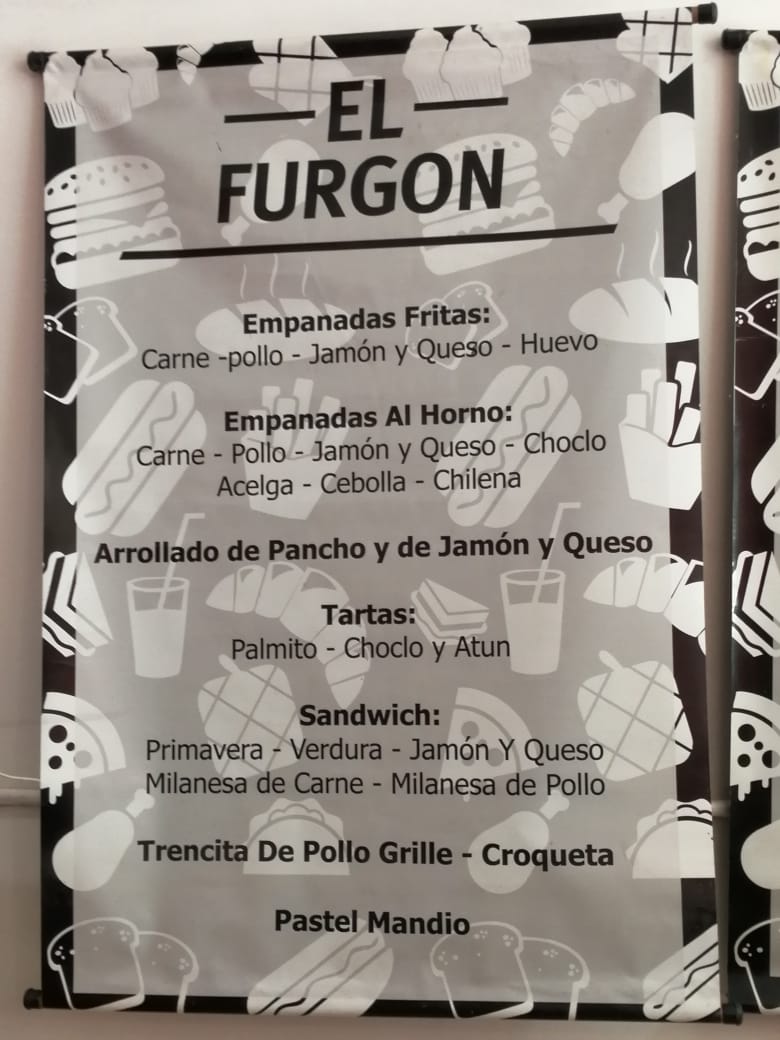 EL
FURGON
Empanadas Fritas:
Carne -pollo - Jamón y Queso - Huevo
Empanadas Al Horno:
Carne - Pollo - Jamón y Queso - Choclo
Acelga - Cebolla - Chilena
Arrollado de Pancho y de Jamón y Queso
Tartas:
Palmito - Choclo y Atun
Sandwich:
Primavera - Verdura - Jamón Y Queso
Milanesa de Carne - Milanesa de Pollo
Trencita De Pollo Grille - Croqueta
Pastel Mandio